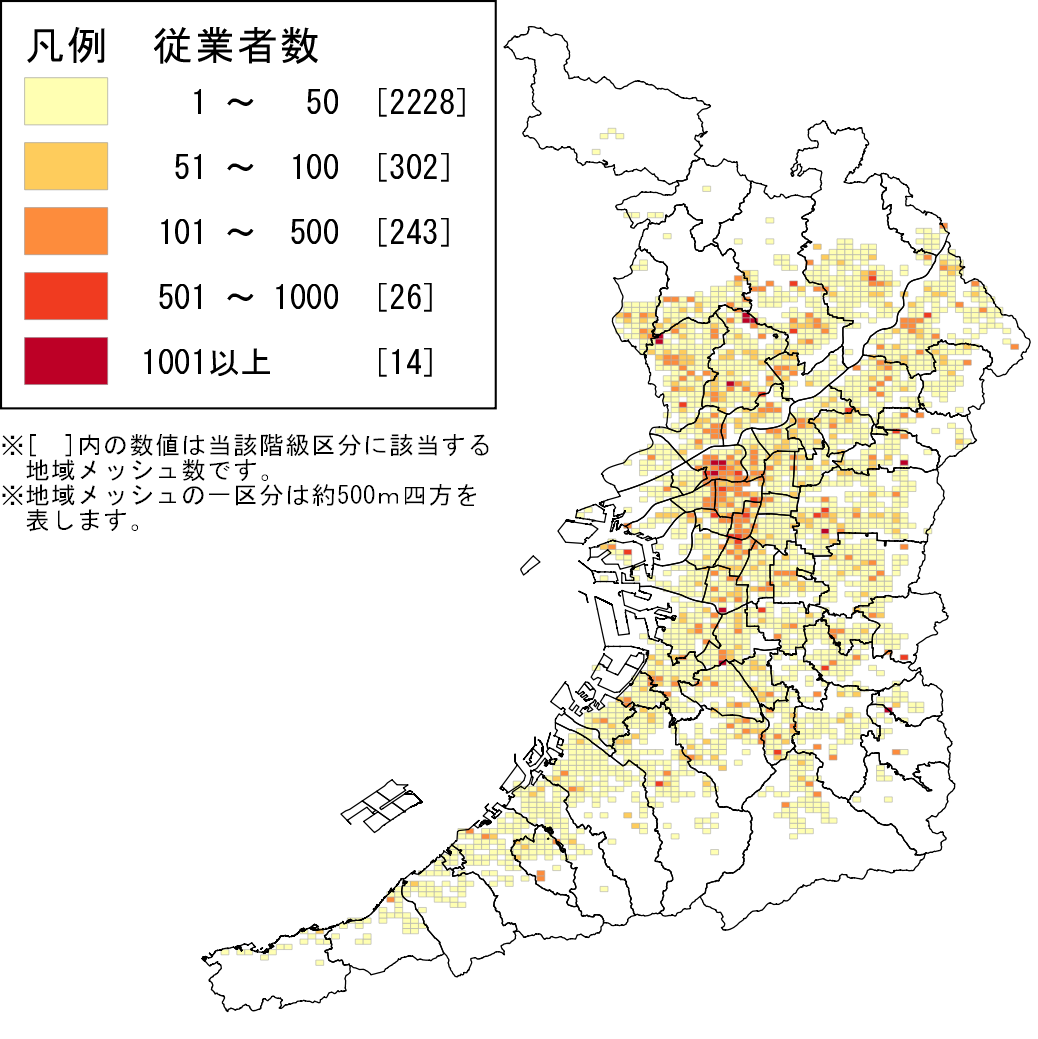 凡例 従業者数
1 ～ 50 [2228]
51 ～ 100 [302]
101 ～ 500 [243]
501 ～ 1000 [26]
1001以上 [14]
※[ ]内の数値は当該階級区分に該当する
地域メッシュ数です。
※地域メッシュの一区分は約500ｍ四方を
表します。